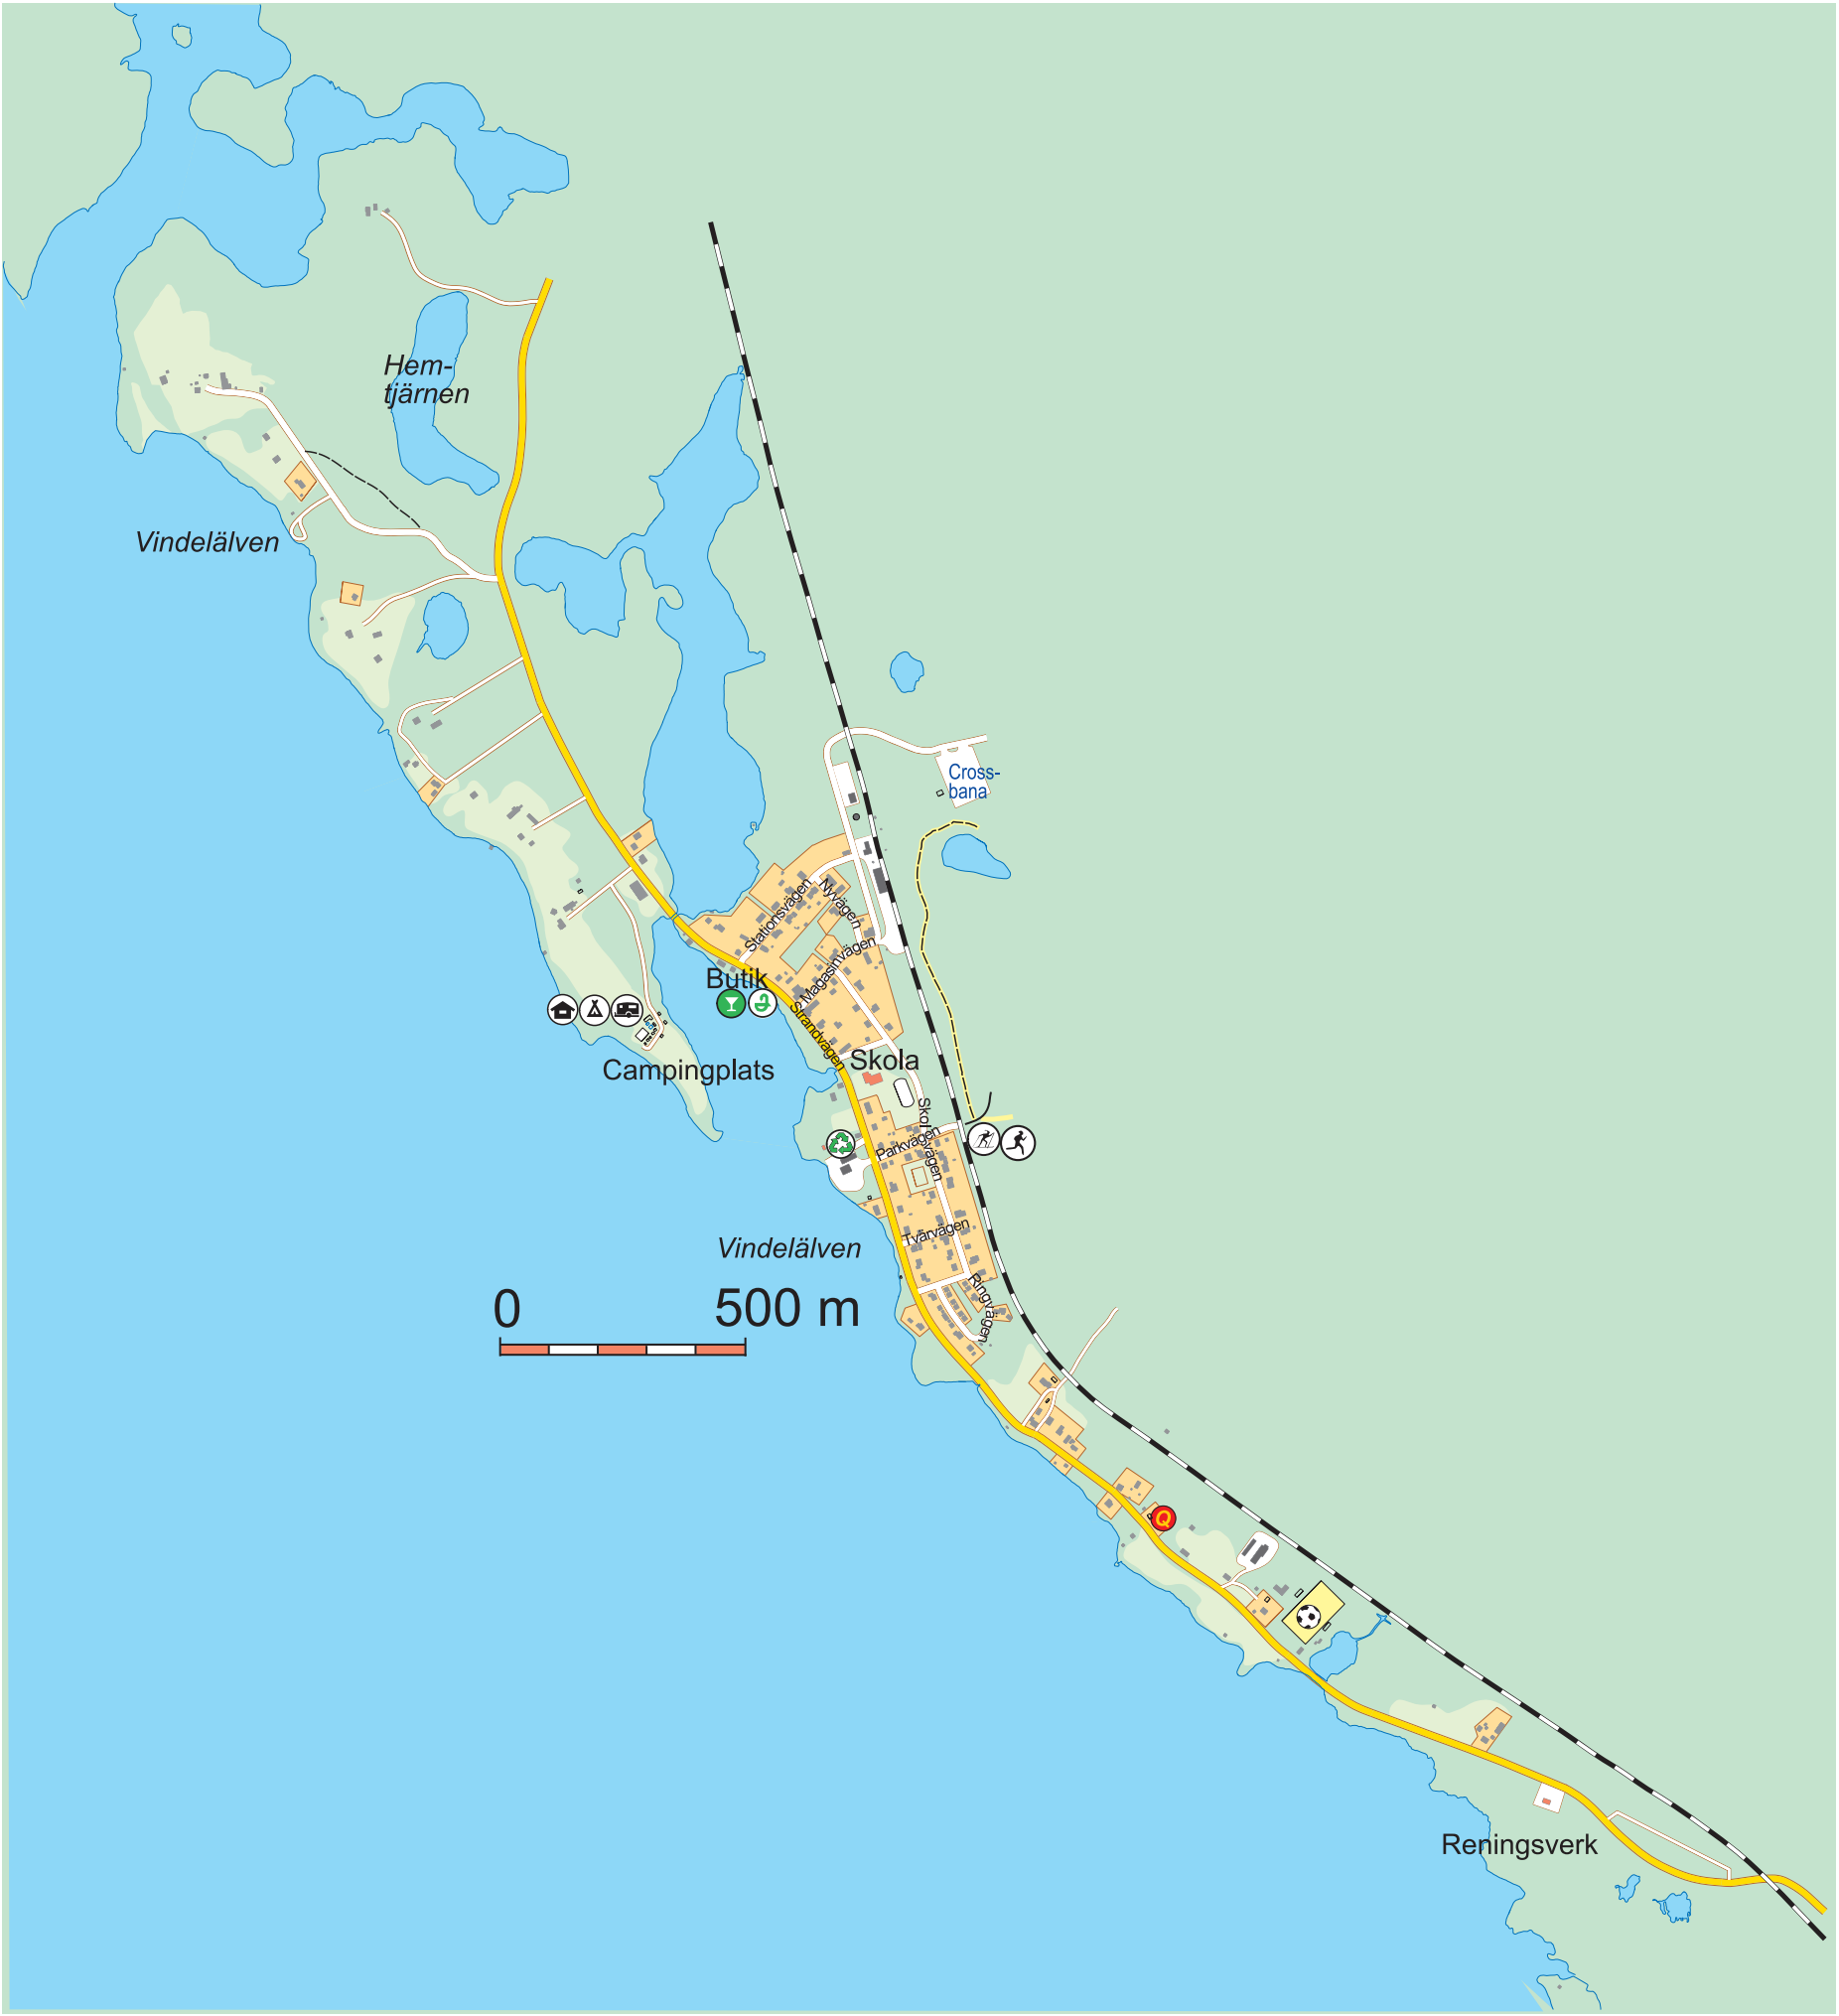 Hem-
tjärnen
Vindelälven
Cross-
bana
Stationsvägen
Nyvägen
Magasinvägen
Butik
Strandvägen
Skola
Campingplats
Skolvägen
Parkvägen
Tvärvägen
Vindelälven
Ringvägen
0 500 m
Q
Reningsverk